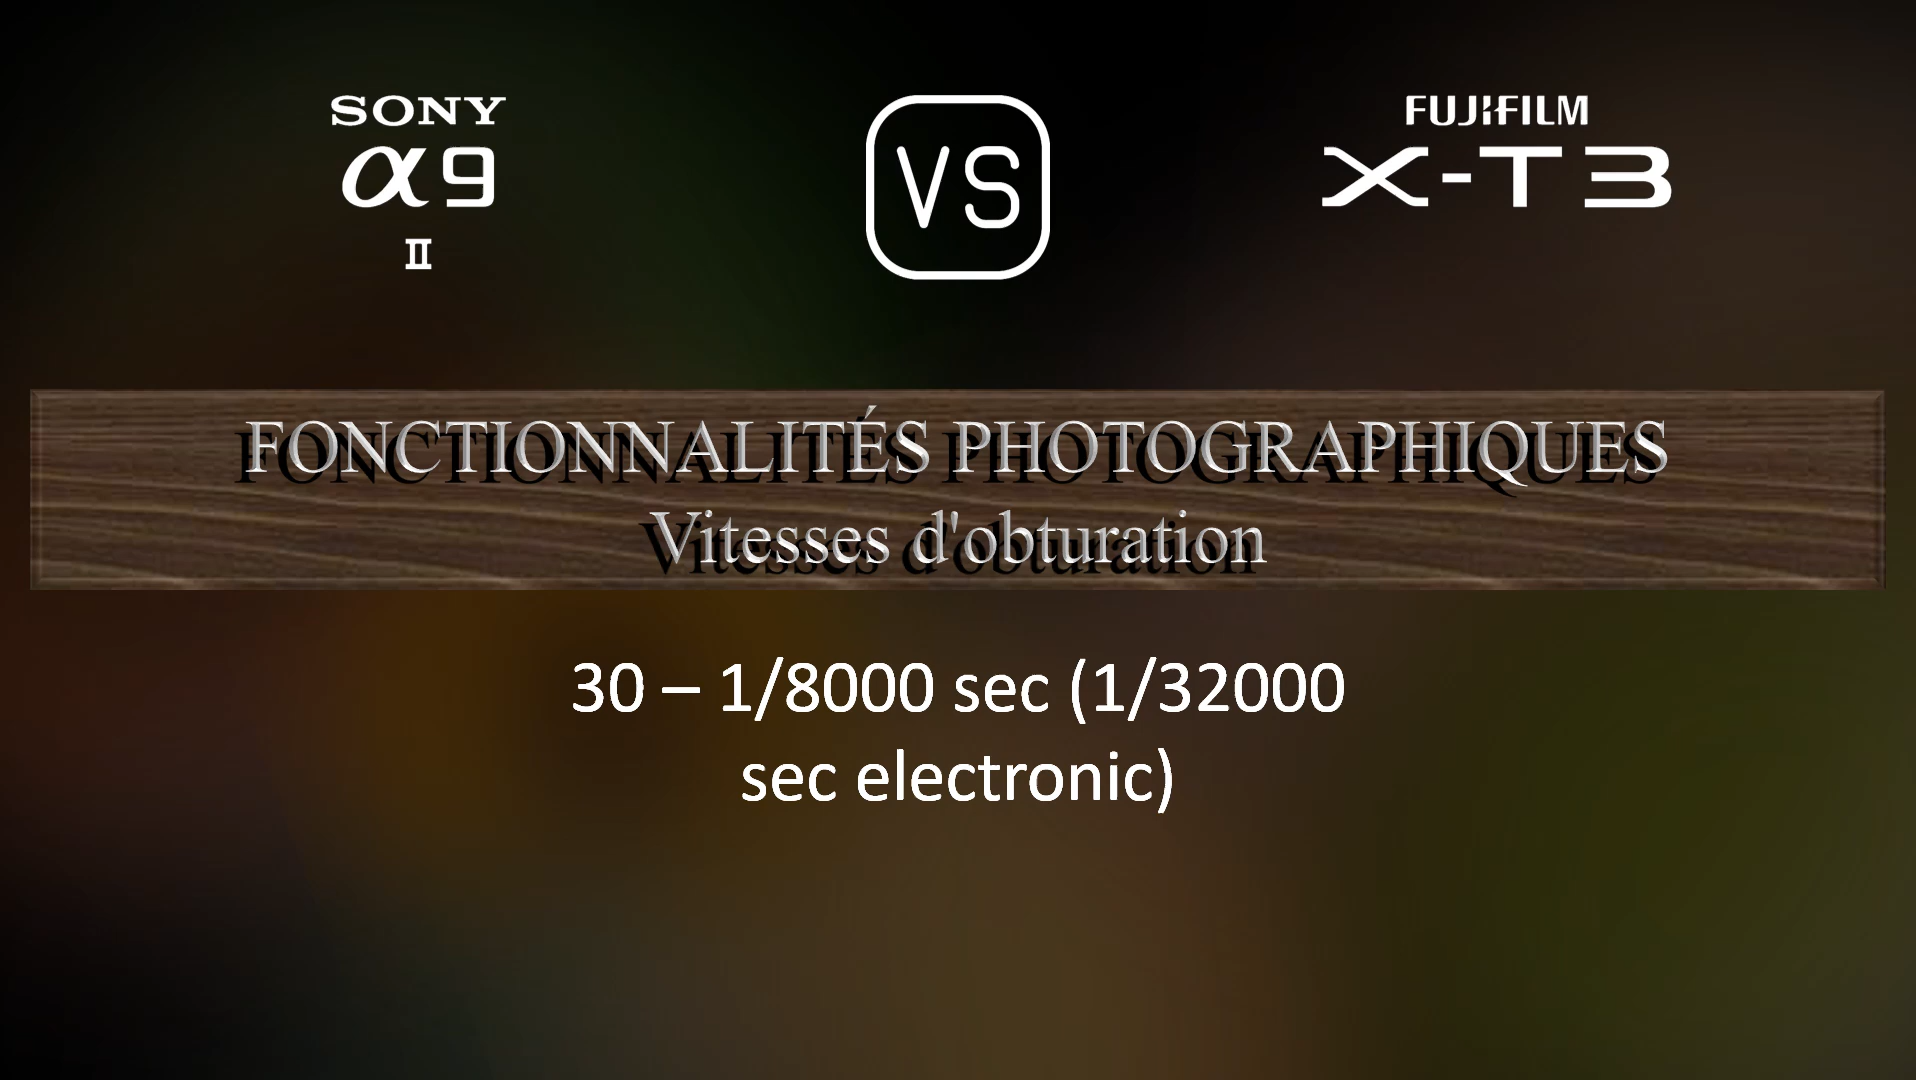 SONY
α9
II
VS
FUJIFILM
X-T3
FONCTIONNALITÉS PHOTOGRAPHIQUES
Vitesses d'obturation
30 – 1/8000 sec (1/32000
sec electronic)